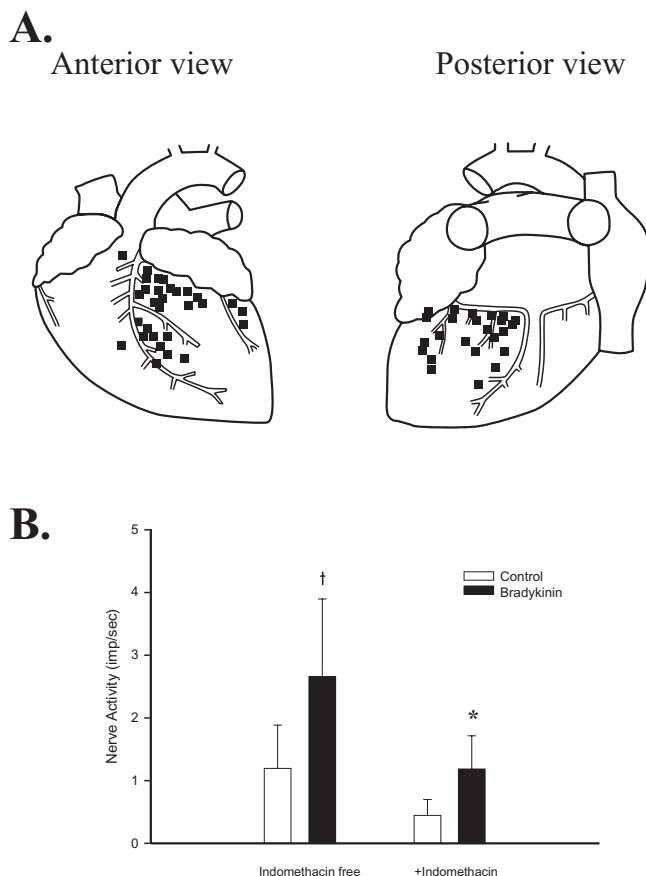 A.
Anterior view Posterior view
B.
5
4
3
2
1
0
Nerve Activity (imp/sec)
†
*
Control
Bradykinin
Indomethacin free +Indomethacin